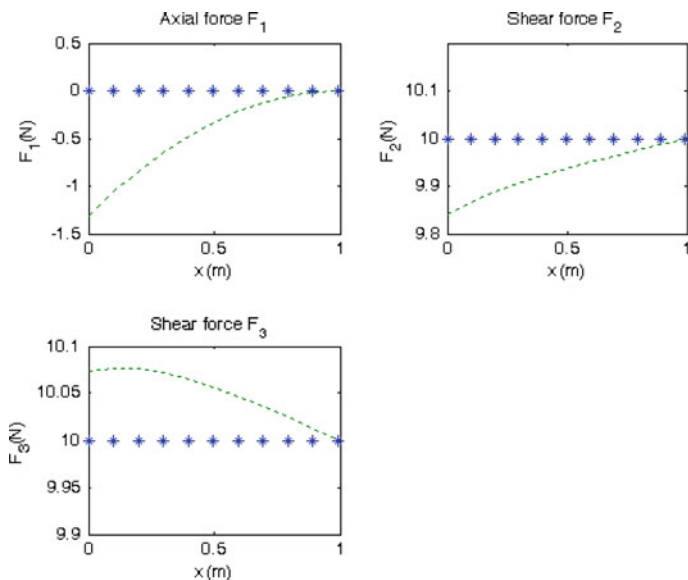 Axial force F₁
0.5
0
-0.5
-1
-1.5
F₁(N)
0 0.5 1
x (m)
Shear force F₂
10.1
10
9.9
9.8
F₂(N)
0 0.5 1
x (m)
Shear force F₃
10.1
10.05
10
9.95
9.9
F₃(N)
0 0.5 1
x (m)